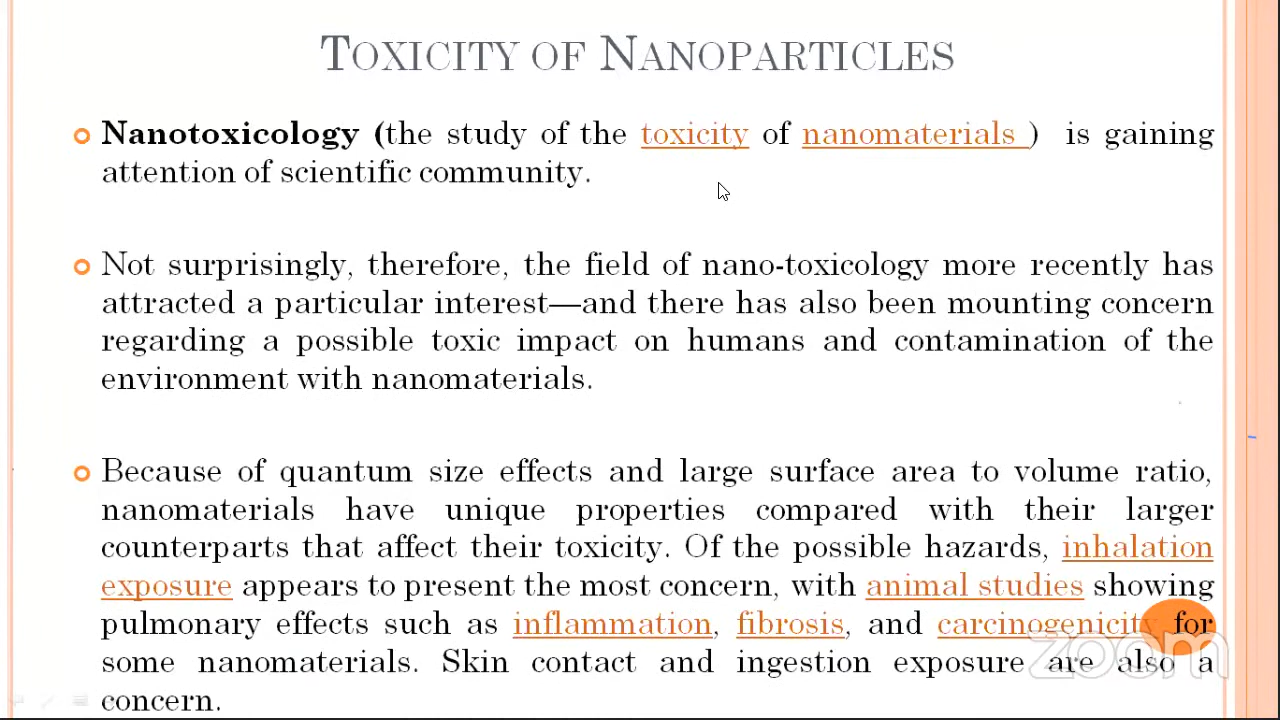 TOXICITY OF NANOPARTICLES
Nanotoxicology (the study of the toxicity of nanomaterials ) is gaining
attention of scientific community.
Not surprisingly, therefore, the field of nano-toxicology more recently has
attracted a particular interest—and there has also been mounting concern
regarding a possible toxic impact on humans and contamination of the
environment with nanomaterials.
Because of quantum size effects and large surface area to volume ratio,
nanomaterials have unique properties compared with their larger
counterparts that affect their toxicity. Of the possible hazards, inhalation
exposure appears to present the most concern, with animal studies showing
pulmonary effects such as inflammation, fibrosis, and carcinogenicity for
some nanomaterials. Skin contact and ingestion exposure are also a
concern.
zoom